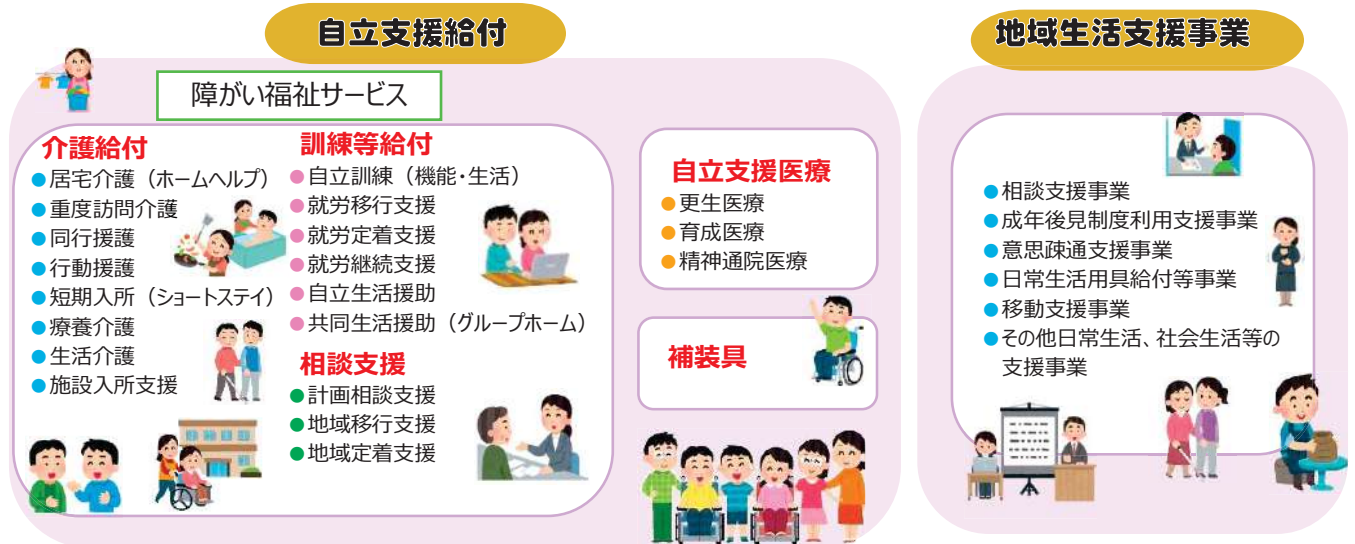 自立支援給付
障がい福祉サービス
介護給付
●居宅介護（ホームヘルプ）
●重度訪問介護
●同行援護
●行動援護
●短期入所（ショートステイ）
●療養介護
●生活介護
●施設入所支援
訓練等給付
●自立訓練（機能・生活）
●就労移行支援
●就労定着支援
●就労継続支援
●自立生活援助
●共同生活援助（グループホーム）
相談支援
●計画相談支援
●地域移行支援
●地域定着支援
自立支援医療
●更生医療
●育成医療
●精神通院医療
補装具
地域生活支援事業
●相談支援事業
●成年後見制度利用支援事業
●意思疎通支援事業
●日常生活用具給付等事業
●移動支援事業
●その他日常生活、社会生活等の
支援事業